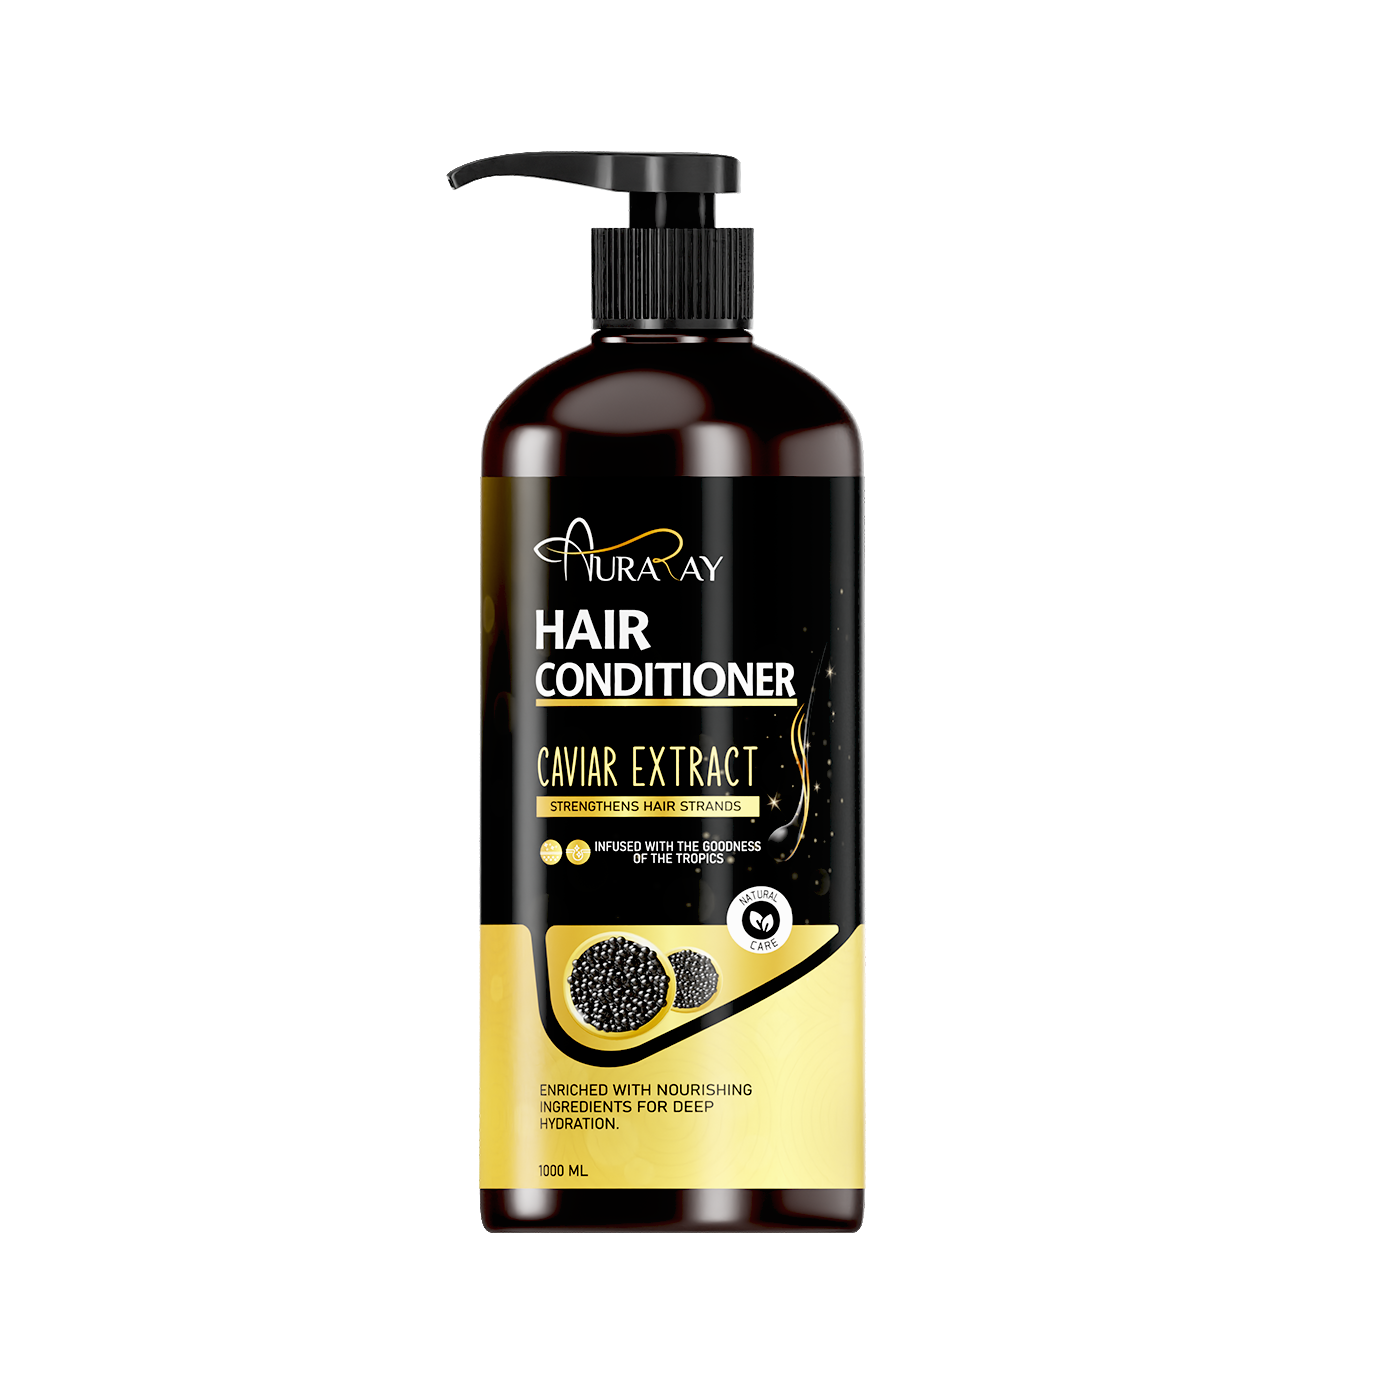 AURARAY
HAIR
CONDITIONER
CAVIAR EXTRACT
STRENGTHENS HAIR STRANDS
INFUSED WITH THE GOODNESS
OF THE TROPICS
NATURAL
CARE
ENRICHED WITH NOURISHING
INGREDIENTS FOR DEEP
HYDRATION.
1000 ML